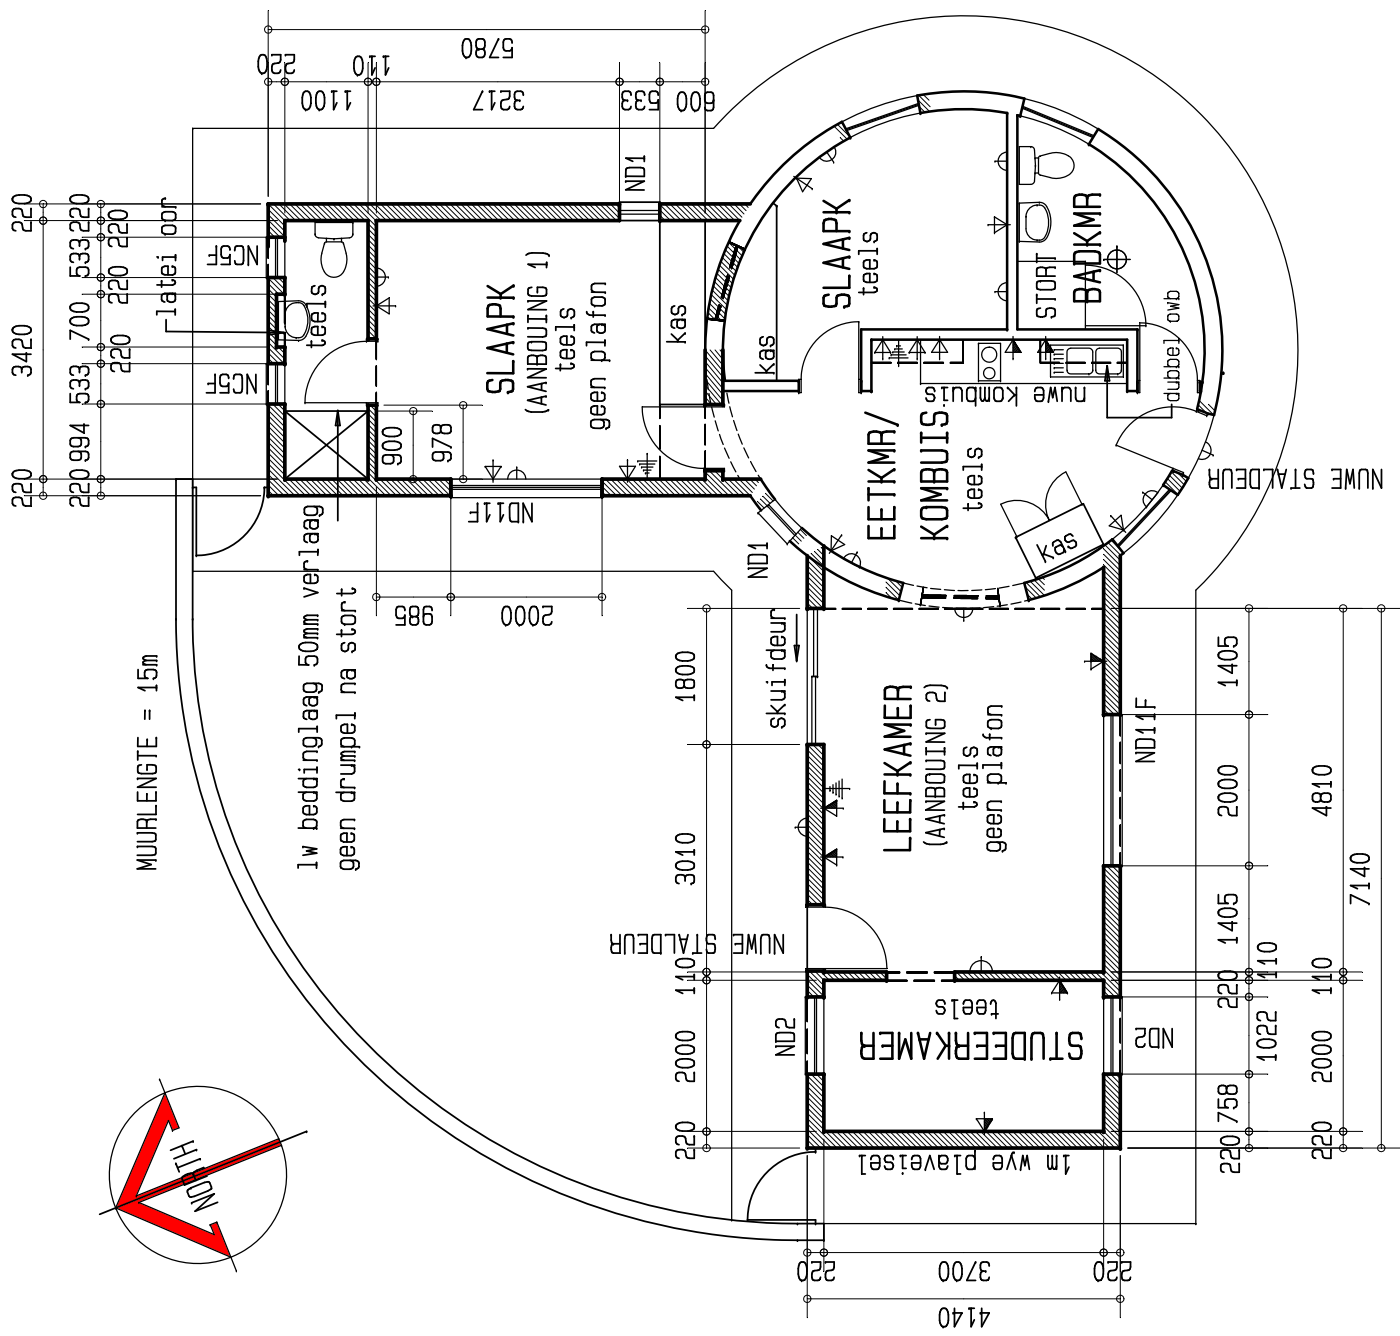 5780
220
110
1100
3217
533
600
220
3420
220
220
533
700
533
994
220
220
220
220
latei oor
NC5F
NC5F
ND1
teels
SLAAPK
(AANBOUING 1)
teels
geen plafon
kas
900
978
ND11F
985
2000
1w beddinglaag 50mm verlaag
geen drumpel na stort
MUURLENGTE = 15m
SLAAPK
teels
kas
BADKMR
STORT
dubbel owb
nuwe kombuis
EETKMR/
KOMBUIS
teels
kas
NUWE STALDEUR
ND1
skuifdeur
LEEFKAMER
(AANBOUING 2)
teels
geen plafon
ND11F
NUWE STALDEUR
1800
3010
110
2000
220
ND2
teels
STUDEERKAMER
ND2
1m wye plaveisel
1405
2000
1405
110
220
1022
758
220
4810
110
2000
220
7140
220
3700
220
4140
NORTH